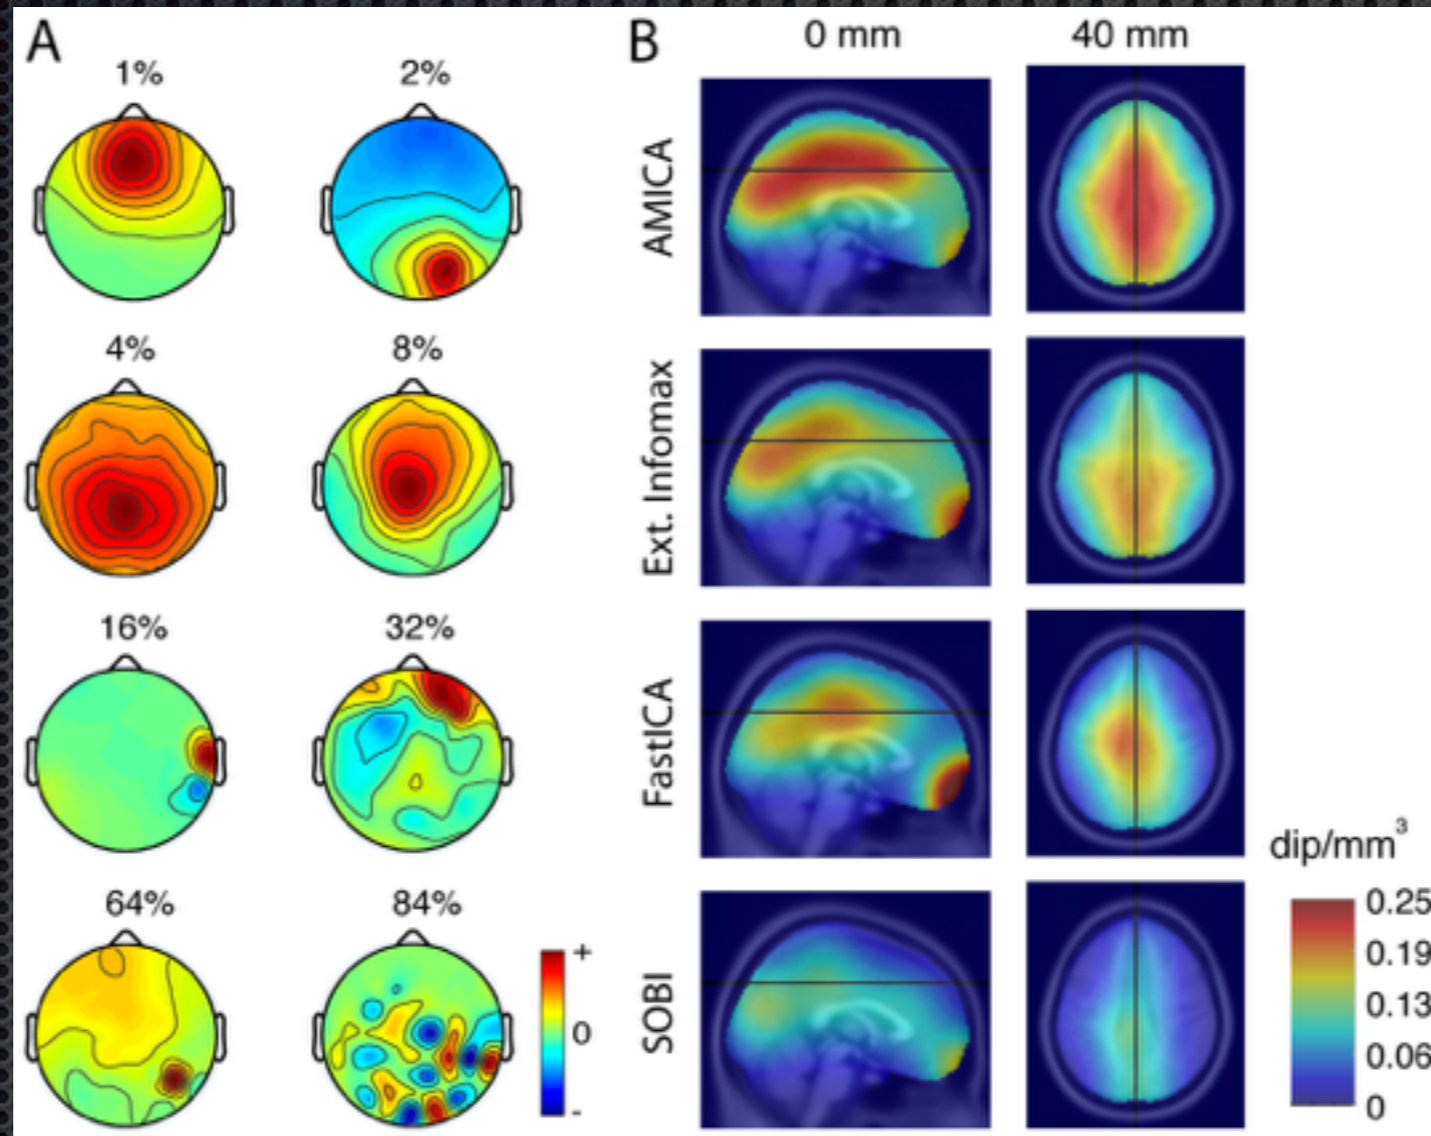 A
1%
2%
4%
8%
16%
32%
64%
84%
+
0
-
B
0 mm
40 mm
AMICA
Ext. Infomax
FastICA
SOBI
dip/mm³
0.25
0.19
0.13
0.06
0